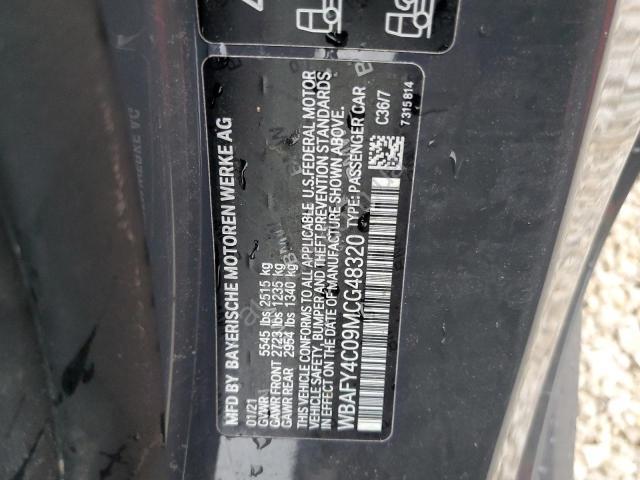 MFD BY BAYERISCHE MOTOREN WERKE AG
01/21
GVWR 5545 lbs 2515 kg
GAWR FRONT 2723 lbs 1235 kg
GAWR REAR 2954 lbs 1340 kg
THIS VEHICLE CONFORMS TO ALL APPLICABLE U.S.FEDERAL MOTOR
VEHICLE SAFETY, BUMPER AND THEFT PREVENTION STANDARDS
IN EFFECT ON THE DATE OF MANUFACTURE SHOWN ABOVE.
WBAFY4C09MCG48320 TYPE: PASSENGER CAR
C36/7
7315814